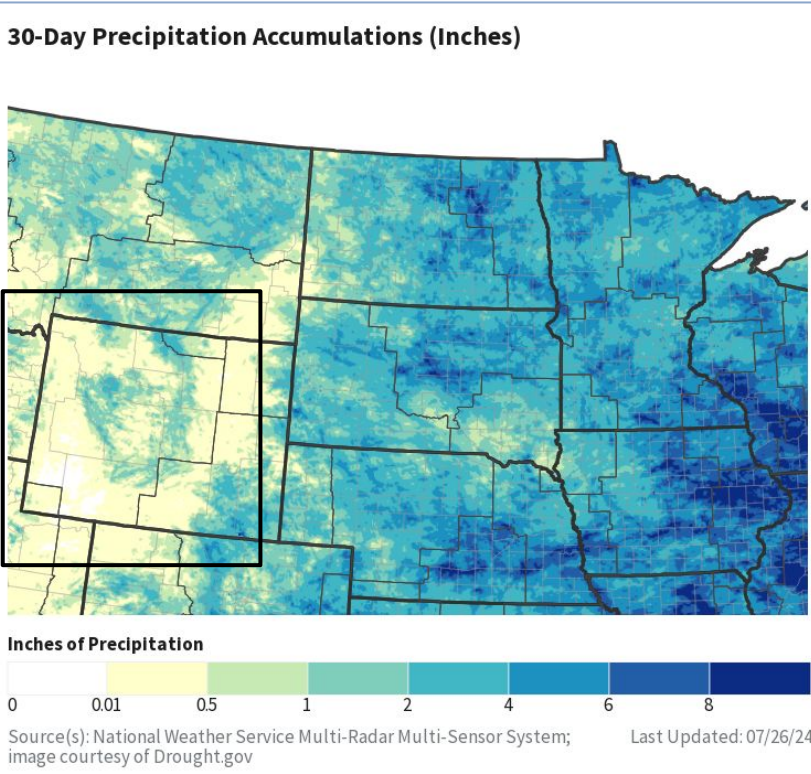 30-Day Precipitation Accumulations (Inches)
Inches of Precipitation
0 0.01 0.5 1 2 4 6 8
Source(s): National Weather Service Multi-Radar Multi-Sensor System; Last Updated: 07/26/24
image courtesy of Drought.gov